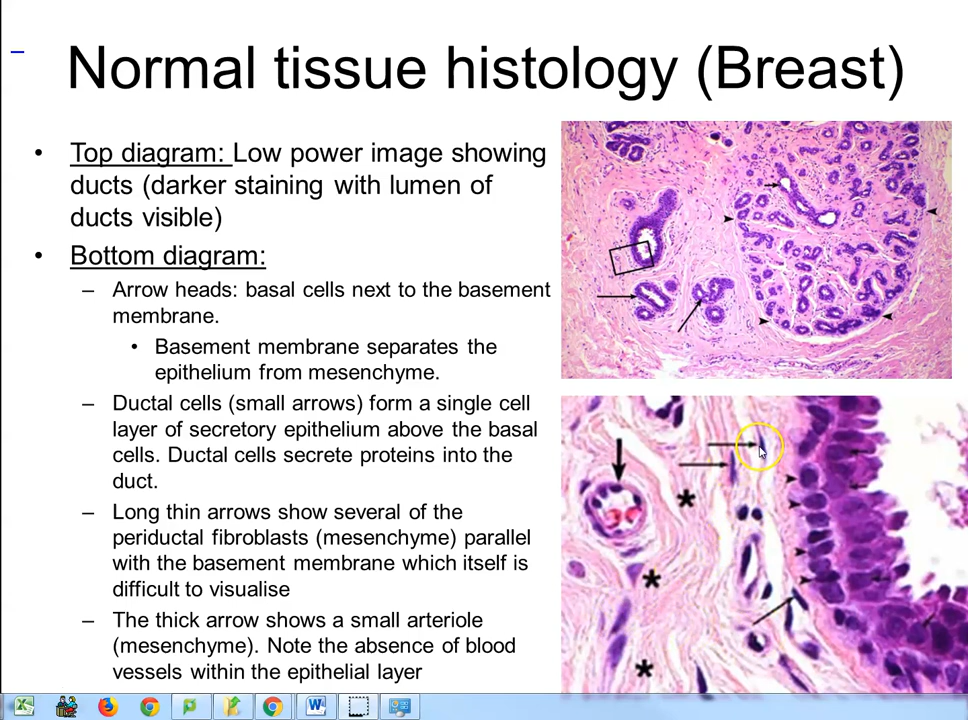 Normal tissue histology (Breast)
• Top diagram: Low power image showing
ducts (darker staining with lumen of
ducts visible)
• Bottom diagram:
– Arrow heads: basal cells next to the basement
membrane.
• Basement membrane separates the
epithelium from mesenchyme.
– Ductal cells (small arrows) form a single cell
layer of secretory epithelium above the basal
cells. Ductal cells secrete proteins into the
duct.
– Long thin arrows show several of the
periductal fibroblasts (mesenchyme) parallel
with the basement membrane which itself is
difficult to visualise
– The thick arrow shows a small arteriole
(mesenchyme). Note the absence of blood
vessels within the epithelial layer